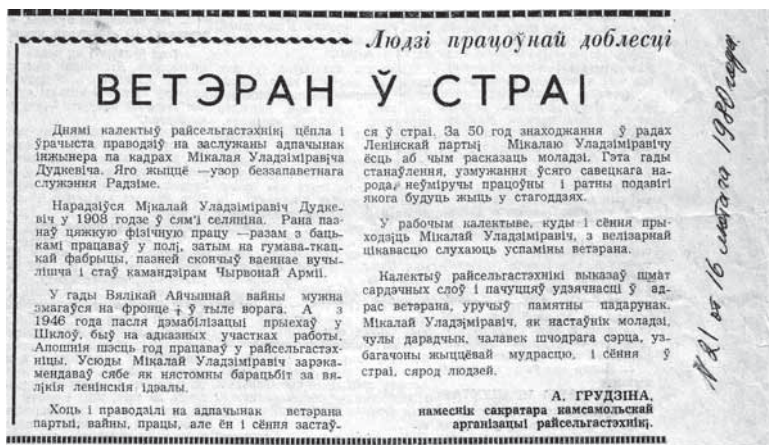 Людзі працоўнай доблесці
ВЕТЭРАН Ў СТРАІ
Днямі калектыў райсельгастэхнікі цёпла і
ўрачыста праводзіў на заслужаны адпачынак
інжынера па кадрах Мікалая Уладзіміравіча
Дудкевіча. Яго жыццё —узор беззапаветнага
служэння Радзіме.
Нарадзіўся Мікалай Уладзіміравіч Дудке-
віч у 1908 годзе ў сям'і селяніна. Рана паз-
наў цяжкую фізічную працу —разам з баць-
камі працаваў у полі, затым на гумава-ткац-
кай фабрыцы, пазней скончыў ваеннае вучы-
лішча і стаў камандзірам Чырвонай Арміі.
У гады Вялікай Айчыннай вайны мужна
змагаўся на фронце і ў тыле ворага. А з
1946 года пасля дэмабілізацыі прыехаў у
Шклоў, быў на адказных участках работы.
Апошнія шэсць год працаваў у райсельгастэх-
ніцы. Усюды Мікалай Уладзіміравіч зарэка-
мендаваў сябе як нястомны барацьбіт за вя-
лікія ленінскія ідэалы.
Хоць і праводзілі на адпачынак ветэрана
партыі, вайны, працы, але ён і сёння застаў-
ся ў страі. За 50 год знаходжання ў радах
Ленінскай партыі Мікалаю Уладзіміравічу
ёсць аб чым расказаць моладзі. Гэта гады
станаўлення, узмужання ўсяго савецкага на-
рода, неўміручы працоўны і ратны подзвігі
якога будуць жыць у стагоддзях.
У рабочым калектыве, куды і сёння пры-
ходзіць Мікалай Уладзіміравіч, з велізарнай
цікавасцю слухаюць успаміны ветэрана.
Калектыў райсельгастэхнікі выказаў шмат
сардэчных слоў і пачуццяў удзячнасці ў ад-
рас ветэрана, уручыў памятны падарунак.
Мікалай Уладзіміравіч, як настаўнік моладзі,
чулы дарадчык, чалавек шчодрага сэрца, уз-
багачоны жыццёвай мудрасцю, і сёння ў
страі, сярод людзей.
А. ГРУДЗІНА,
намеснік сакратара камсамольскай
арганізацыі райсельгастэхнікі.
N 21 от 16 лютага 1980 года